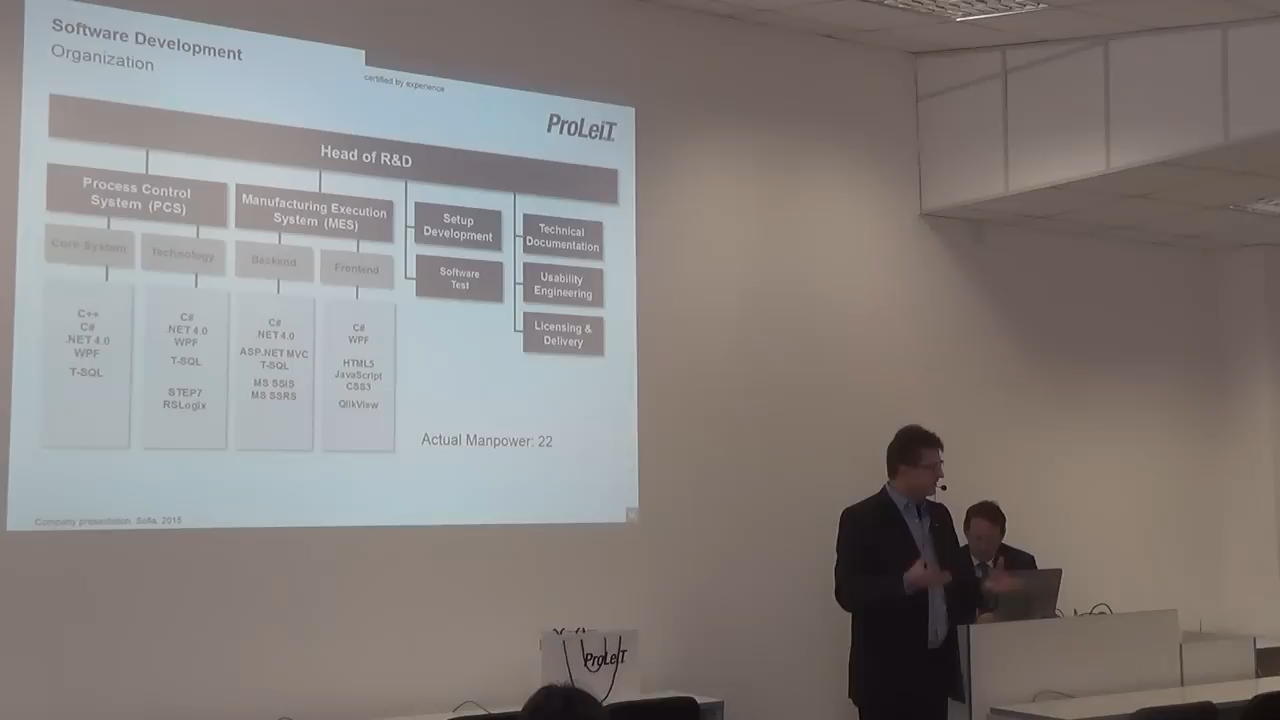 Software Development
Organization
certified by experience
ProLeiT
Head of R&D
Process Control
System (PCS)
Manufacturing Execution
System (MES)
Setup
Development
Technical
Documentation
Core System
Technology
Backend
Frontend
Software
Test
Usability
Engineering
Licensing &
Delivery
C++
C#
.NET 4.0
WPF
T-SQL
C#
.NET 4.0
WPF
T-SQL
STEP7
RSLogix
C#
.NET 4.0
ASP.NET MVC
T-SQL
MS SSIS
MS SSRS
C#
WPF
HTML5
JavaScript
CSS3
QlikView
Actual Manpower: 22
Company presentation, Sofia, 2015
ProLeiT